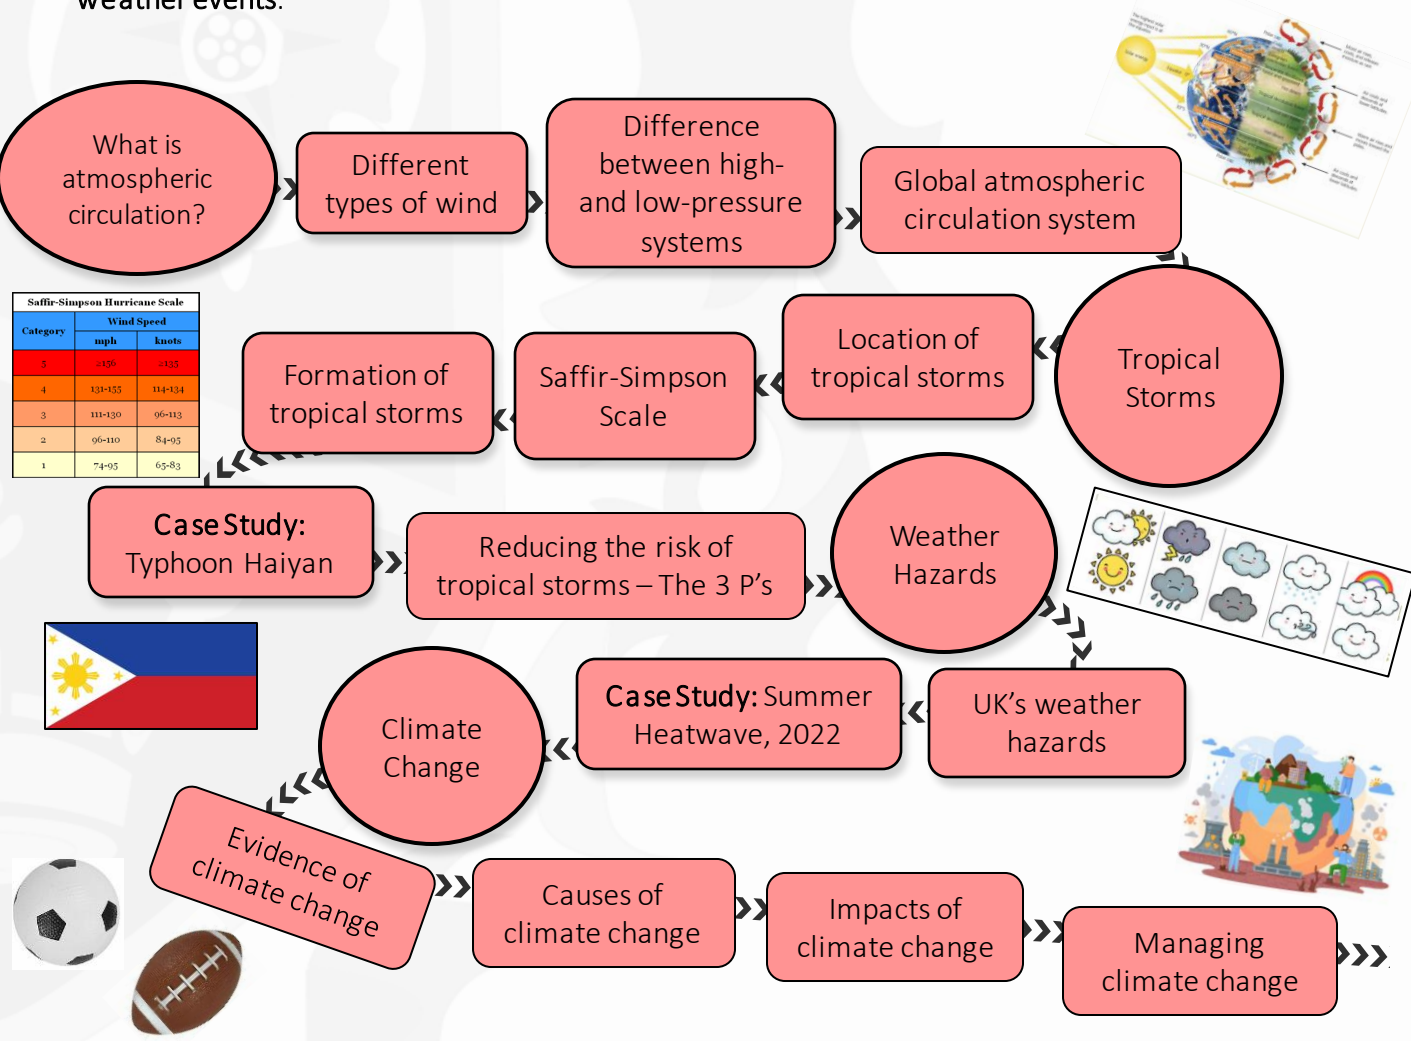 weather events.
What is
atmospheric
circulation?
Different
types of wind
Difference
between high-
and low-pressure
systems
Global atmospheric
circulation system
Tropical
Storms
Location of
tropical storms
Saffir-Simpson
Scale
Formation of
tropical storms
Saffir-Simpson Hurricane Scale
Category Wind Speed
mph knots
5 ≥156 ≥135
4 131-155 114-134
3 111-130 96-113
2 96-110 84-95
1 74-95 65-83
Case Study:
Typhoon Haiyan
Reducing the risk of
tropical storms – The 3 P's
Weather
Hazards
UK's weather
hazards
Case Study: Summer
Heatwave, 2022
Climate
Change
Evidence of
climate change
Causes of
climate change
Impacts of
climate change
Managing
climate change